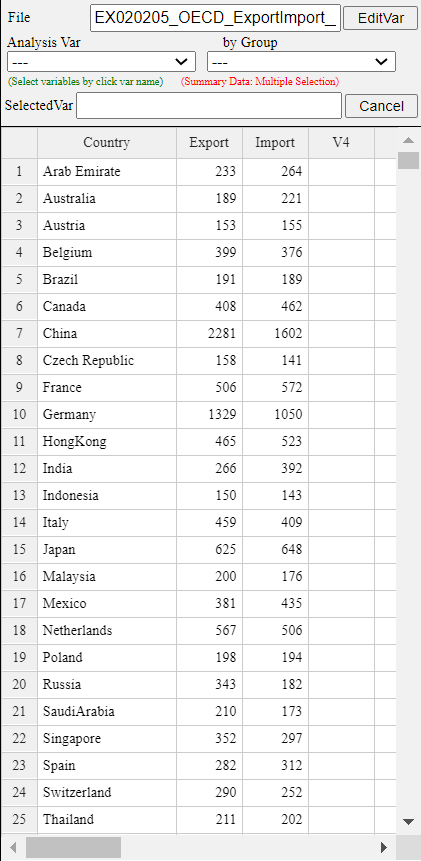 File EX020205_OECD_ExportImport_ EditVar
Analysis Var by Group
--- ---
(Select variables by click var name) (Summary Data: Multiple Selection)
SelectedVar Cancel
Country Export Import V4
1 Arab Emirate 233 264
2 Australia 189 221
3 Austria 153 155
4 Belgium 399 376
5 Brazil 191 189
6 Canada 408 462
7 China 2281 1602
8 Czech Republic 158 141
9 France 506 572
10 Germany 1329 1050
11 HongKong 465 523
12 India 266 392
13 Indonesia 150 143
14 Italy 459 409
15 Japan 625 648
16 Malaysia 200 176
17 Mexico 381 435
18 Netherlands 567 506
19 Poland 198 194
20 Russia 343 182
21 SaudiArabia 210 173
22 Singapore 352 297
23 Spain 282 312
24 Switzerland 290 252
25 Thailand 211 202